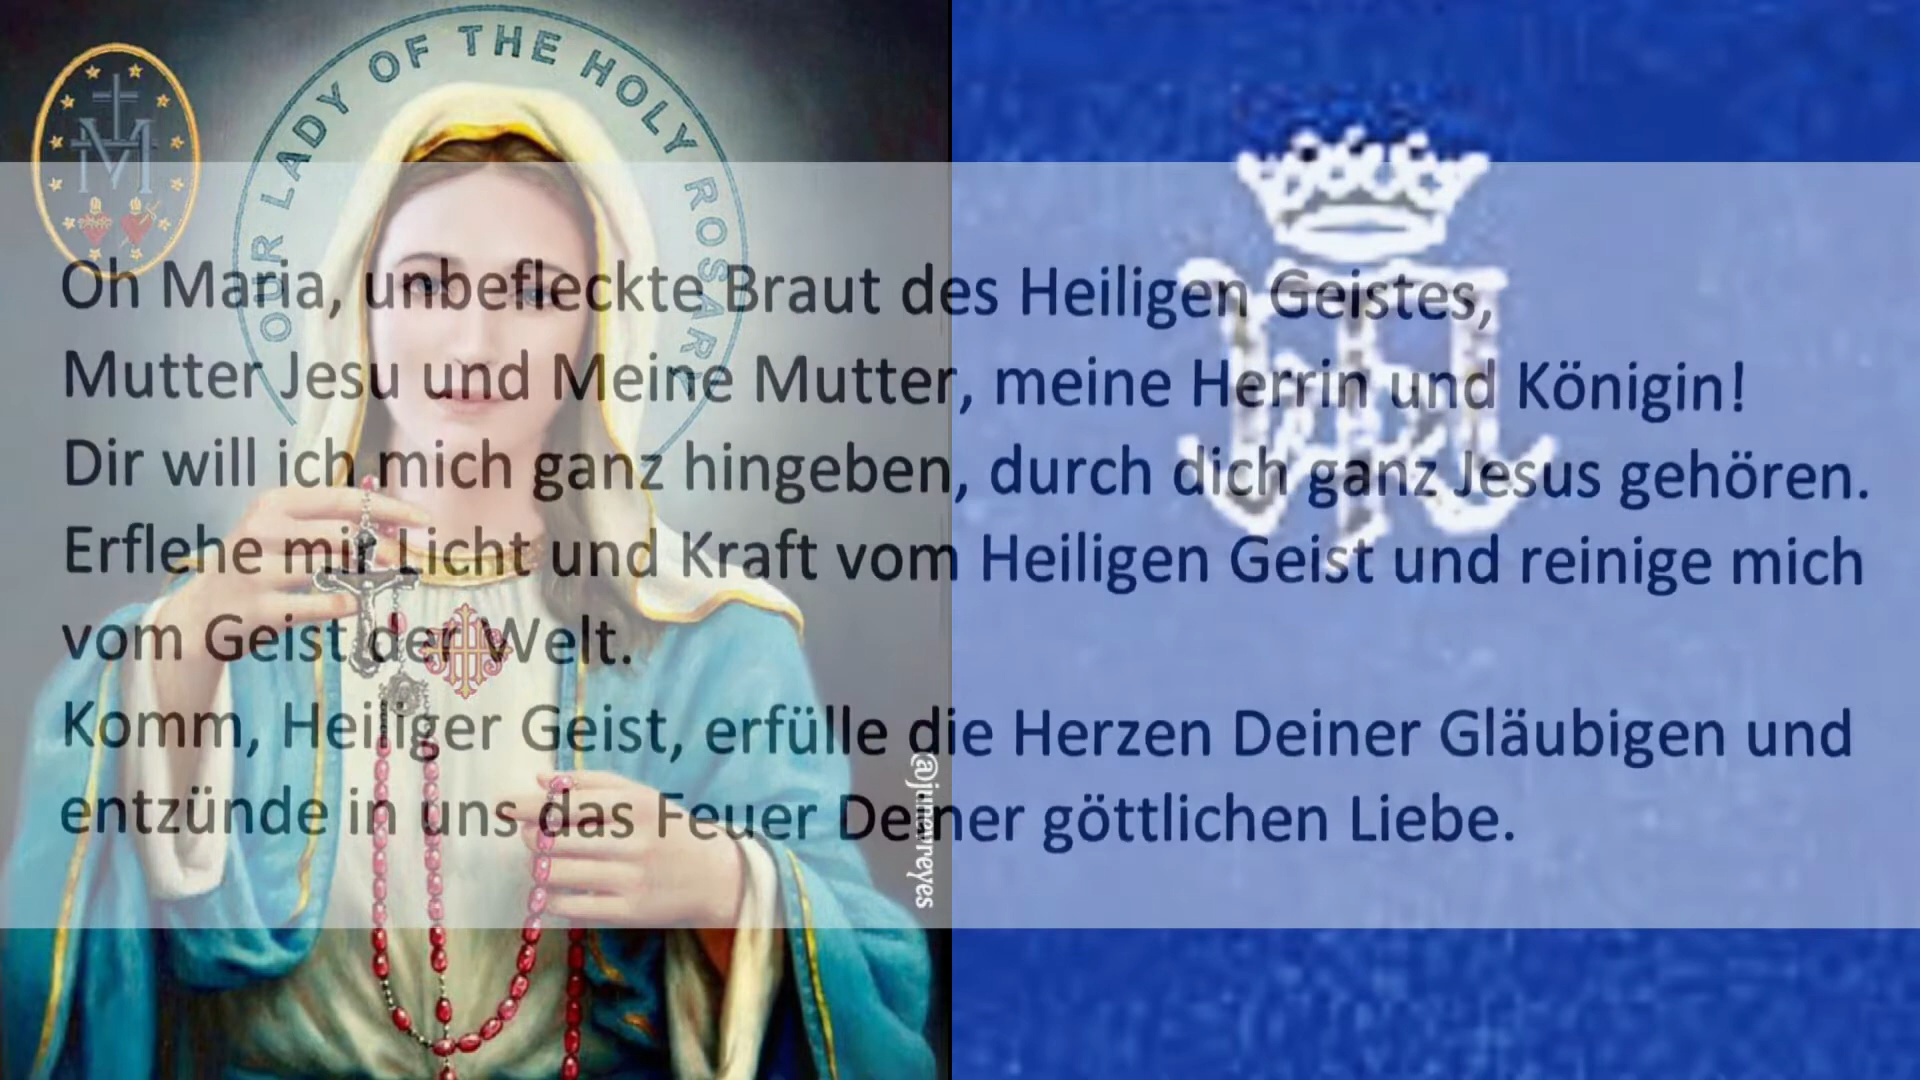 OUR LADY OF THE HOLY ROSARY
Oh Maria, unbefleckte Braut des Heiligen Geistes,
Mutter Jesu und Meine Mutter, meine Herrin und Königin!
Dir will ich mich ganz hingeben, durch dich ganz Jesus gehören.
Erflehe mir Licht und Kraft vom Heiligen Geist und reinige mich
vom Geist der Welt.
Komm, Heiliger Geist, erfülle die Herzen Deiner Gläubigen und
entzünde in uns das Feuer Deiner göttlichen Liebe.